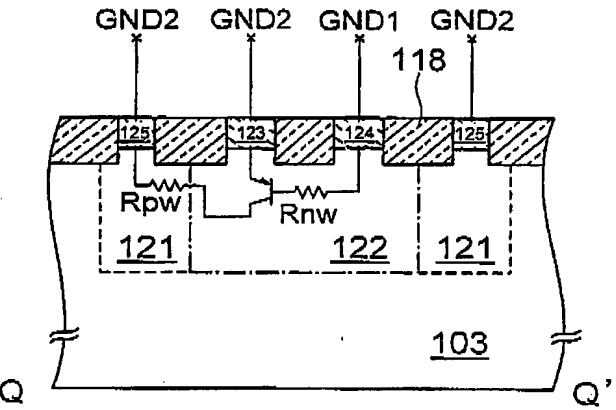 GND2 GND2 GND1 GND2
118
125 123 124 125
Rpw Rnw
121 122 121
103
Q Q'